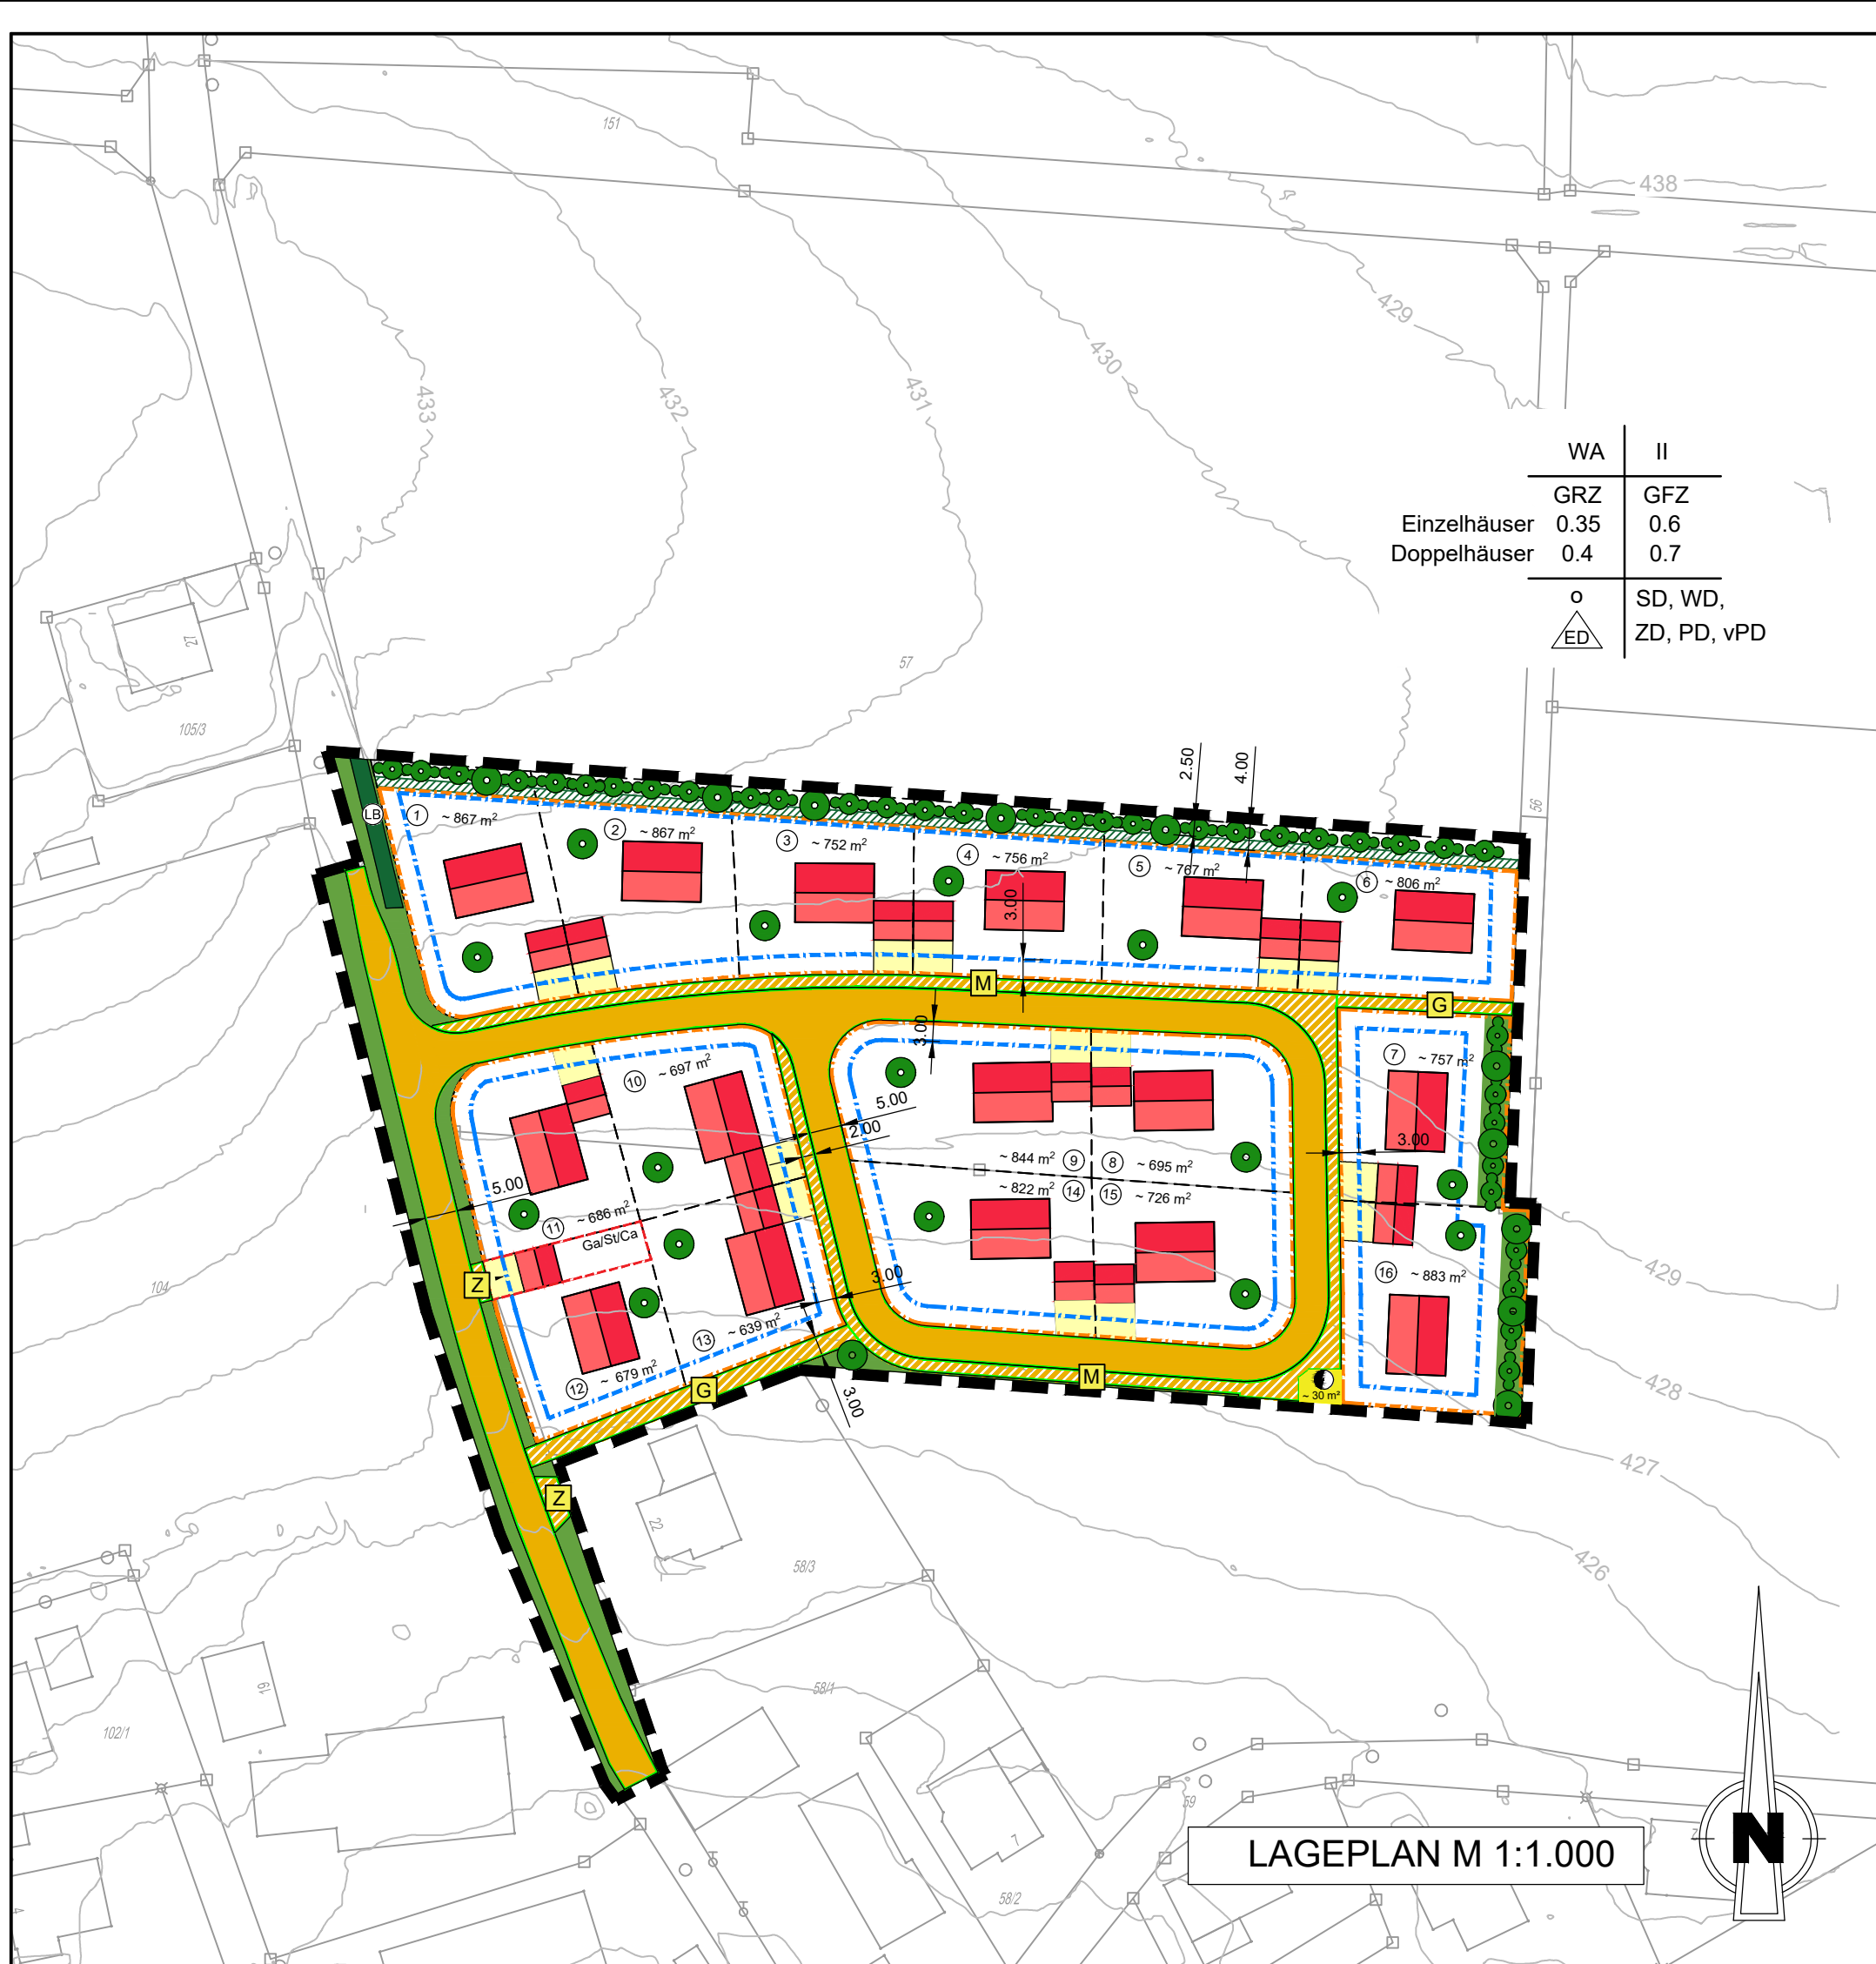 151
438
429
433
432
431
430
WA II
GRZ GFZ
Einzelhäuser 0.35 0.6
Doppelhäuser 0.4 0.7
o SD, WD,
ED ZD, PD, vPD
27
57
105/3
2.50
4.00
56
LB
1 ~ 867 m²
2 ~ 867 m²
3 ~ 752 m²
4 ~ 756 m²
5 ~ 767 m²
6 ~ 806 m²
3.00
M
G
3.00
10 ~ 697 m²
7 ~ 757 m²
5.00
2.00
3.00
~ 844 m² 9 8 ~ 695 m²
~ 822 m² 14 15 ~ 726 m²
5.00
11 ~ 686 m²
Ga/St/Ca
Z
3.00
16 ~ 883 m²
429
104
13 ~ 639 m²
12 ~ 679 m²
G
M
~ 30 m²
3.00
428
427
Z
22
58/3
426
19
58/1
102/1
59
7
58/2
LAGEPLAN M 1:1.000
N